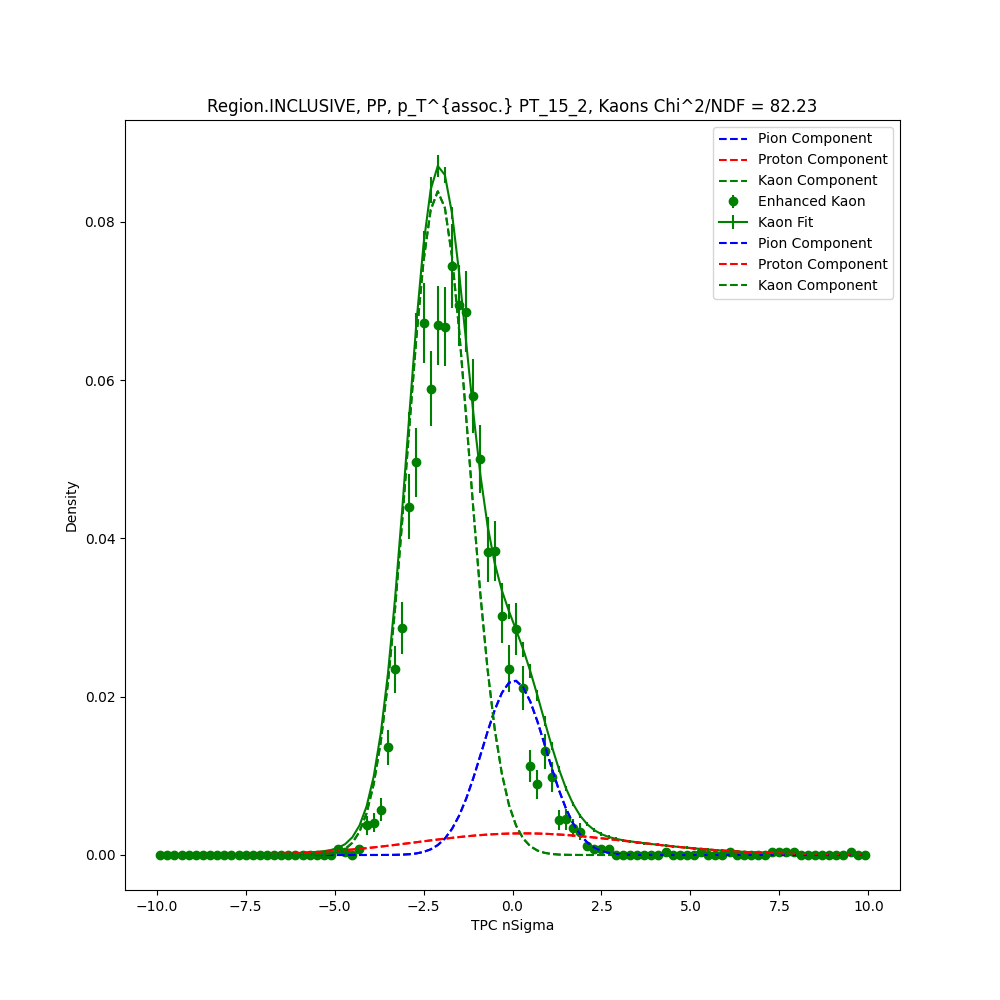 Region.INCLUSIVE, PP, p_T^{assoc.} PT_15_2, Kaons Chi^2/NDF = 82.23
Pion Component
Proton Component
Kaon Component
Enhanced Kaon
Kaon Fit
Pion Component
Proton Component
Kaon Component
0.08
0.06
0.04
0.02
0.00
Density
−10.0 −7.5 −5.0 −2.5 0.0 2.5 5.0 7.5 10.0
TPC nSigma